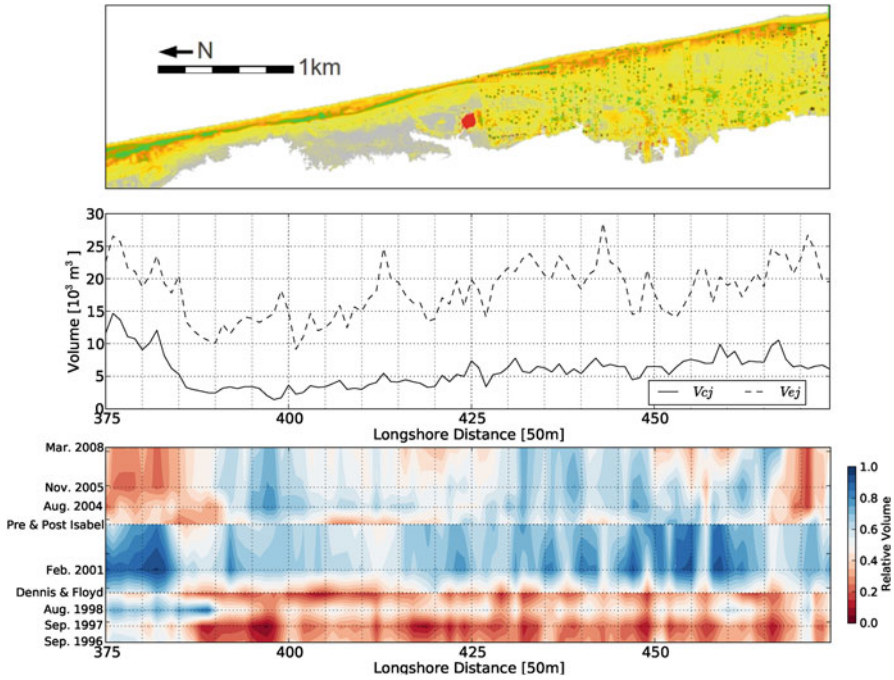 N
1km
30
25
20
15
10
5
0
Volume [10³ m³]
Vcj
Vej
375 400 425 450
Longshore Distance [50m]
Mar. 2008
Nov. 2005
Aug. 2004
Pre & Post Isabel
Feb. 2001
Dennis & Floyd
Aug. 1998
Sep. 1997
Sep. 1996
375 400 425 450
Longshore Distance [50m]
1.0
0.8
0.6
0.4
0.2
0.0
Relative Volume